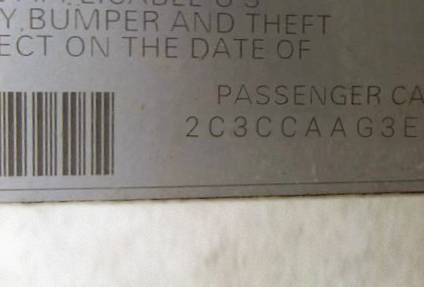 Y, BUMPER AND THEFT
ECT ON THE DATE OF
PASSENGER CA
2C3CCAAG3E